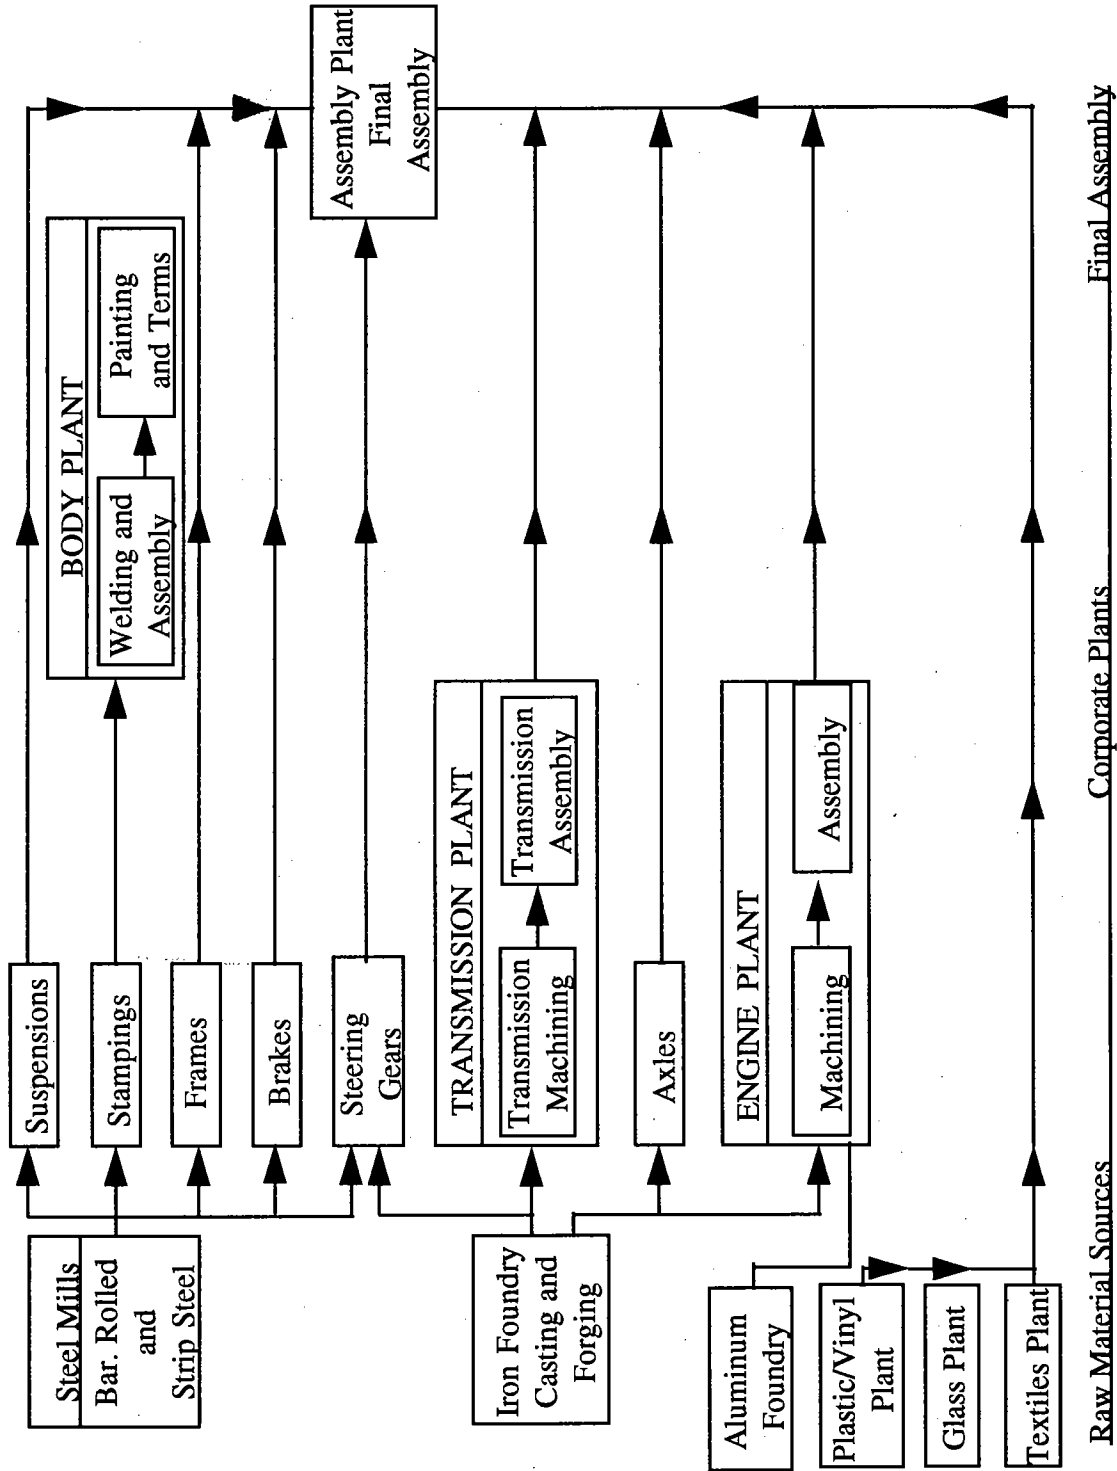 Steel Mills
Bar. Rolled
and
Strip Steel
Iron Foundry
Casting and
Forging
Aluminum
Foundry
Plastic/Vinyl
Plant
Glass Plant
Textiles Plant
Suspensions
Stampings
Frames
Brakes
Steering
Gears
TRANSMISSION PLANT
Transmission
Machining
Transmission
Assembly
Axles
ENGINE PLANT
Machining
Assembly
BODY PLANT
Welding and
Assembly
Painting
and Terms
Assembly Plant
Final
Assembly
Raw Material Sources
Corporate Plants
Final Assembly